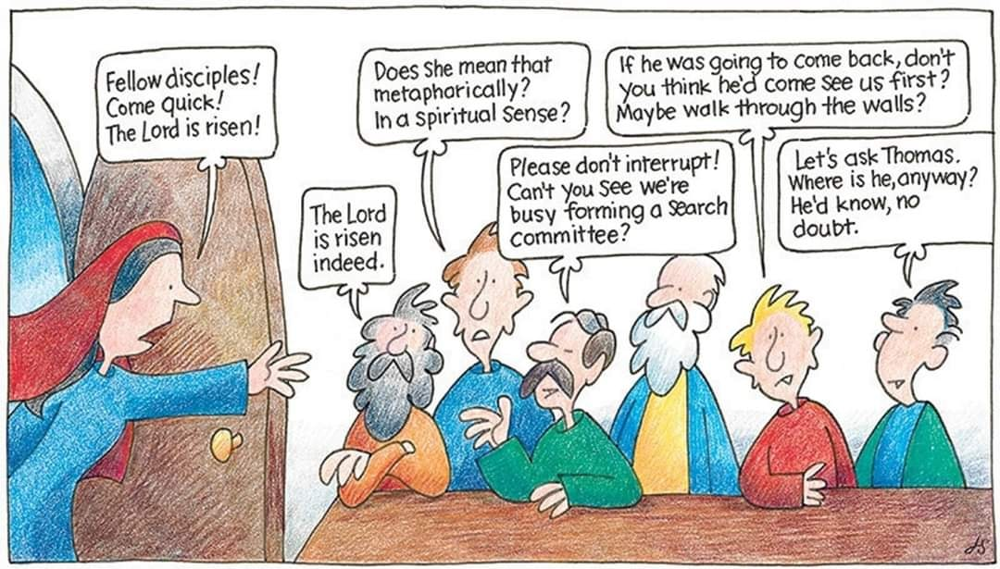 Fellow disciples!
Come quick!
The Lord is risen!
The Lord
is risen
indeed.
Does she mean that
metaphorically?
In a spiritual sense?
Please don't interrupt!
Can't you see we're
busy forming a search
committee?
If he was going to come back, don't
you think he'd come see us first?
Maybe walk through the walls?
Let's ask Thomas.
Where is he, anyway?
He'd know, no
doubt.